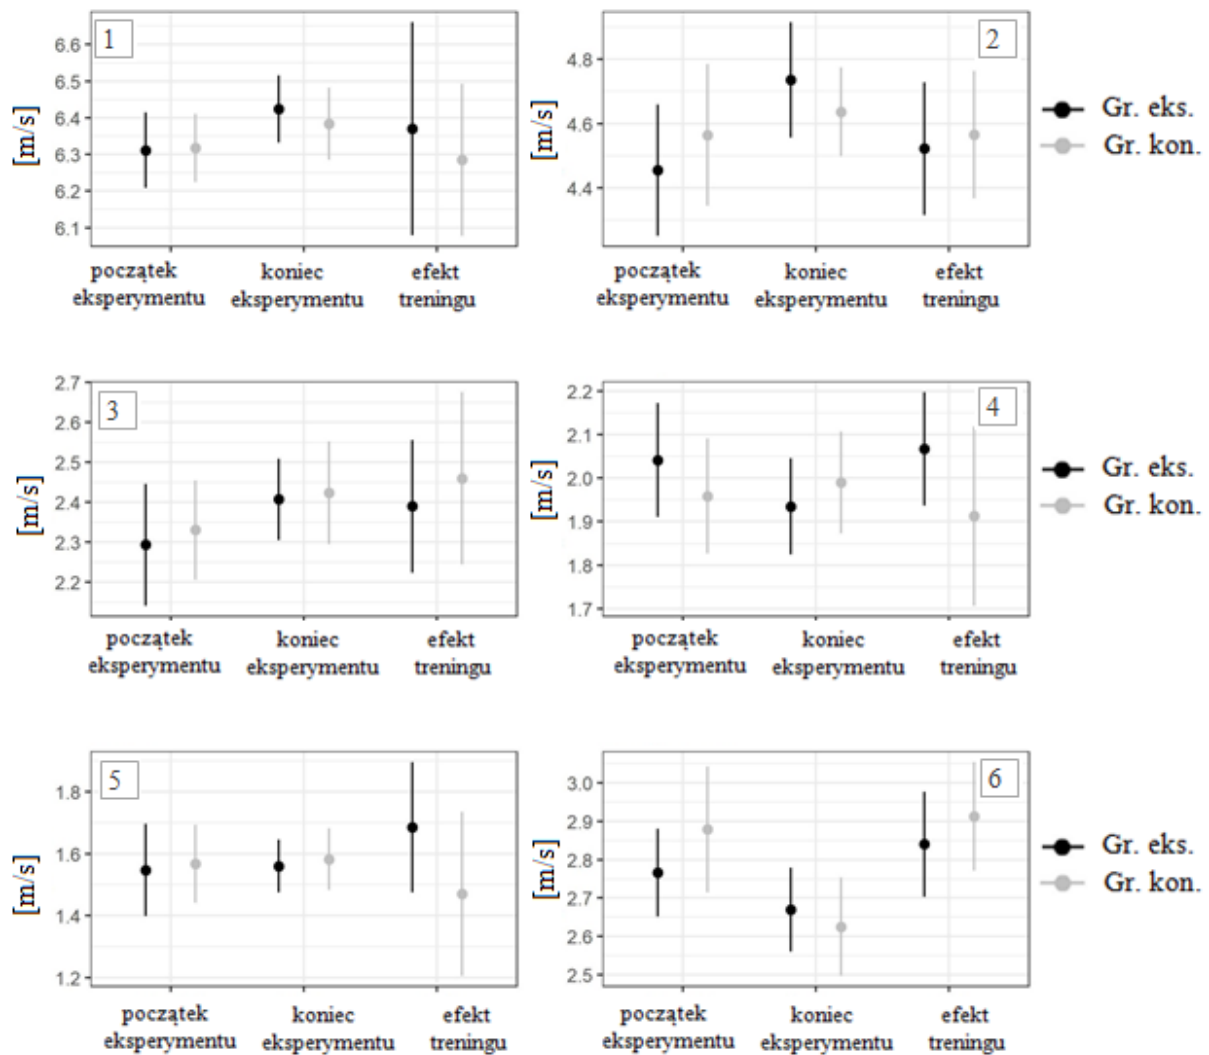 1
[m/s]
6.6
6.5
6.4
6.3
6.2
6.1
początek
eksperymentu
koniec
eksperymentu
efekt
treningu
2
[m/s]
4.8
4.6
4.4
początek
eksperymentu
koniec
eksperymentu
efekt
treningu
Gr. eks.
Gr. kon.
3
[m/s]
2.7
2.6
2.5
2.4
2.3
2.2
początek
eksperymentu
koniec
eksperymentu
efekt
treningu
4
[m/s]
2.2
2.1
2.0
1.9
1.8
1.7
początek
eksperymentu
koniec
eksperymentu
efekt
treningu
Gr. eks.
Gr. kon.
5
[m/s]
1.8
1.6
1.4
1.2
początek
eksperymentu
koniec
eksperymentu
efekt
treningu
6
[m/s]
3.0
2.9
2.8
2.7
2.6
2.5
początek
eksperymentu
koniec
eksperymentu
efekt
treningu
Gr. eks.
Gr. kon.